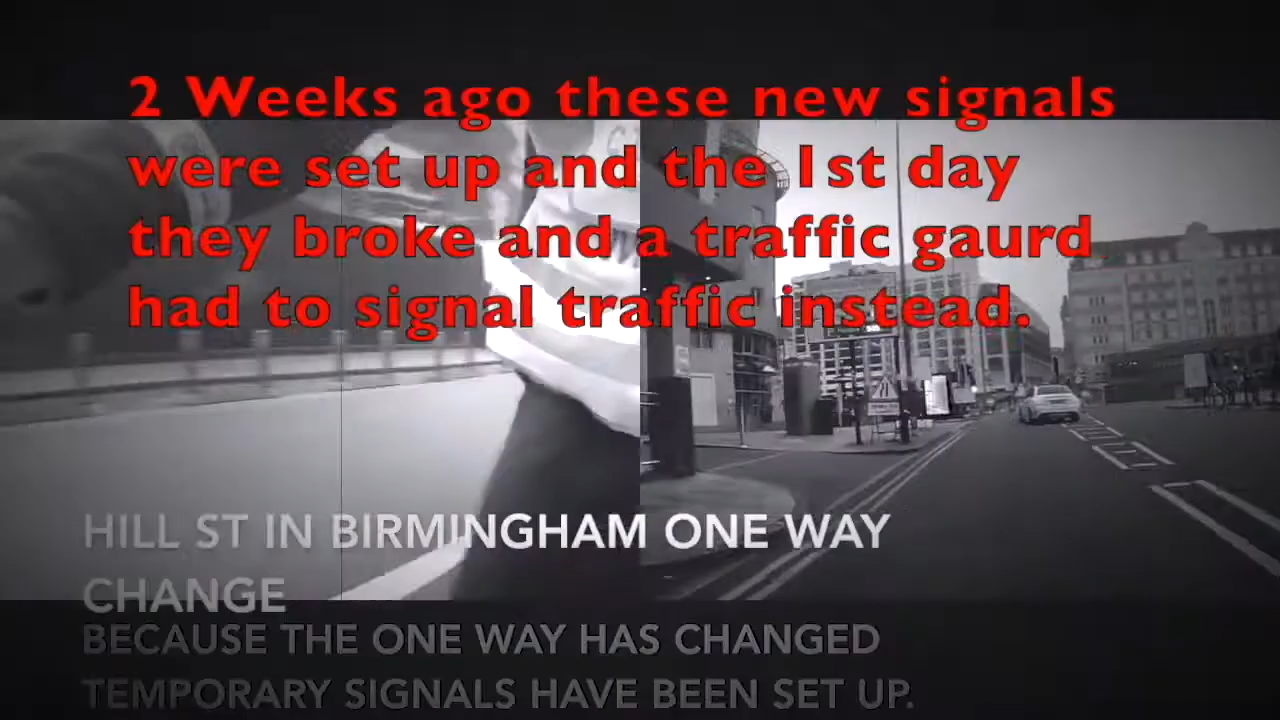 2 Weeks ago these new signals
were set up and the 1st day
they broke and a traffic gaurd
had to signal traffic instead.
HILL ST IN BIRMINGHAM ONE WAY
CHANGE
BECAUSE THE ONE WAY HAS CHANGED
TEMPORARY SIGNALS HAVE BEEN SET UP.